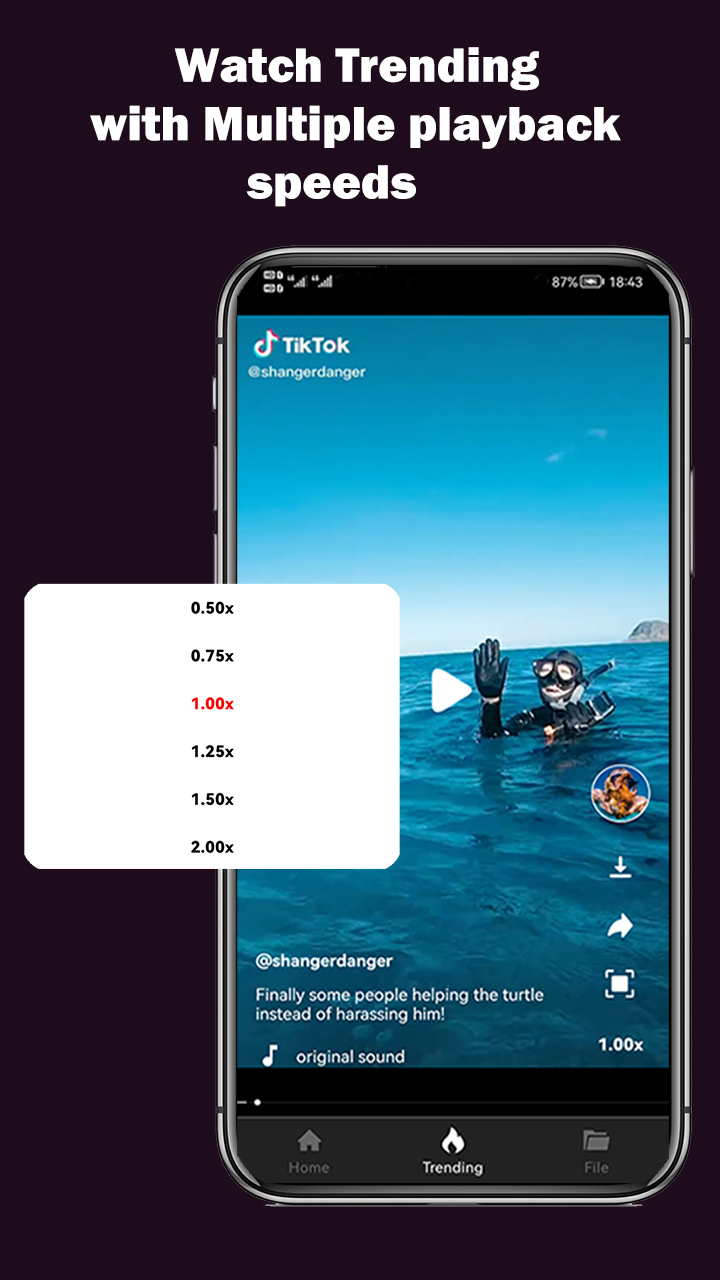 Watch Trending
with Multiple playback
speeds
87% 18:43
TikTok
@shangerdanger
0.50x
0.75x
1.00x
1.25x
1.50x
2.00x
@shangerdanger
Finally some people helping the turtle
instead of harassing him!
original sound
1.00x
Home
Trending
File